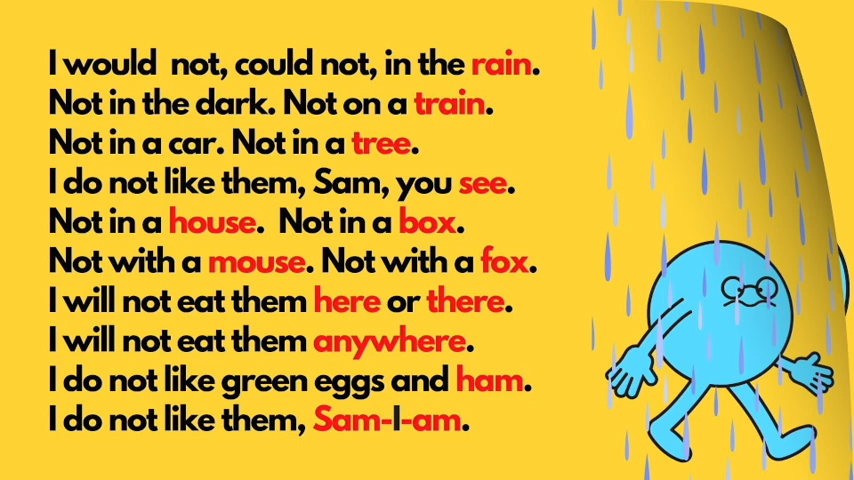 I would  not, could not, in the rain.
Not in the dark. Not on a train.
Not in a car. Not in a tree.
I do not like them, Sam, you see.
Not in a house.  Not in a box.
Not with a mouse. Not with a fox.
I will not eat them here or there.
I will not eat them anywhere.
I do not like green eggs and ham.
I do not like them, Sam-I-am.